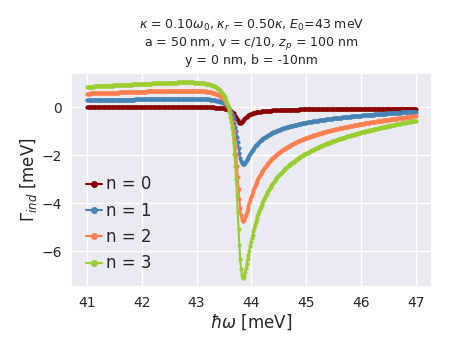 κ = 0.10ω₀, κᵣ = 0.50κ, E₀=43 meV
a = 50 nm, v = c/10, zₚ = 100 nm
y = 0 nm, b = -10nm
Γ_ind [meV]
0
−2
−4
−6
n = 0
n = 1
n = 2
n = 3
41 42 43 44 45 46 47
ħω [meV]